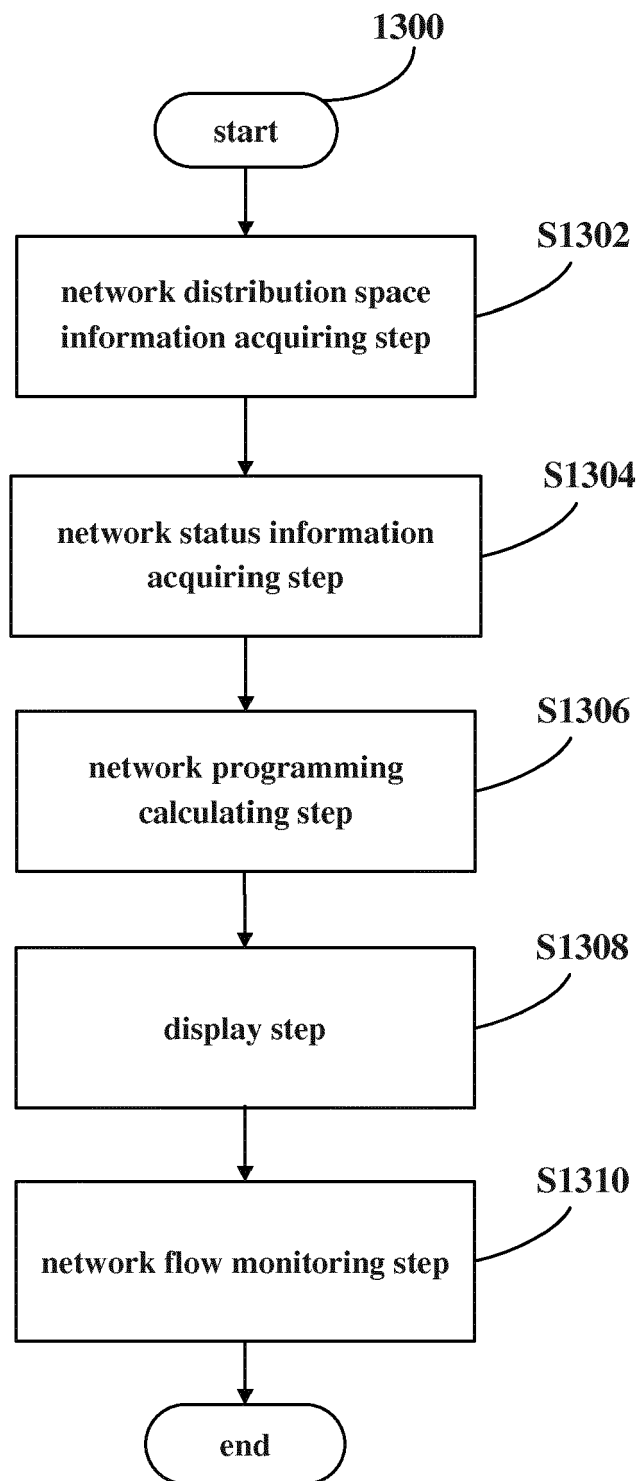 1300
start
S1302
network distribution space
information acquiring step
S1304
network status information
acquiring step
S1306
network programming
calculating step
S1308
display step
S1310
network flow monitoring step
end